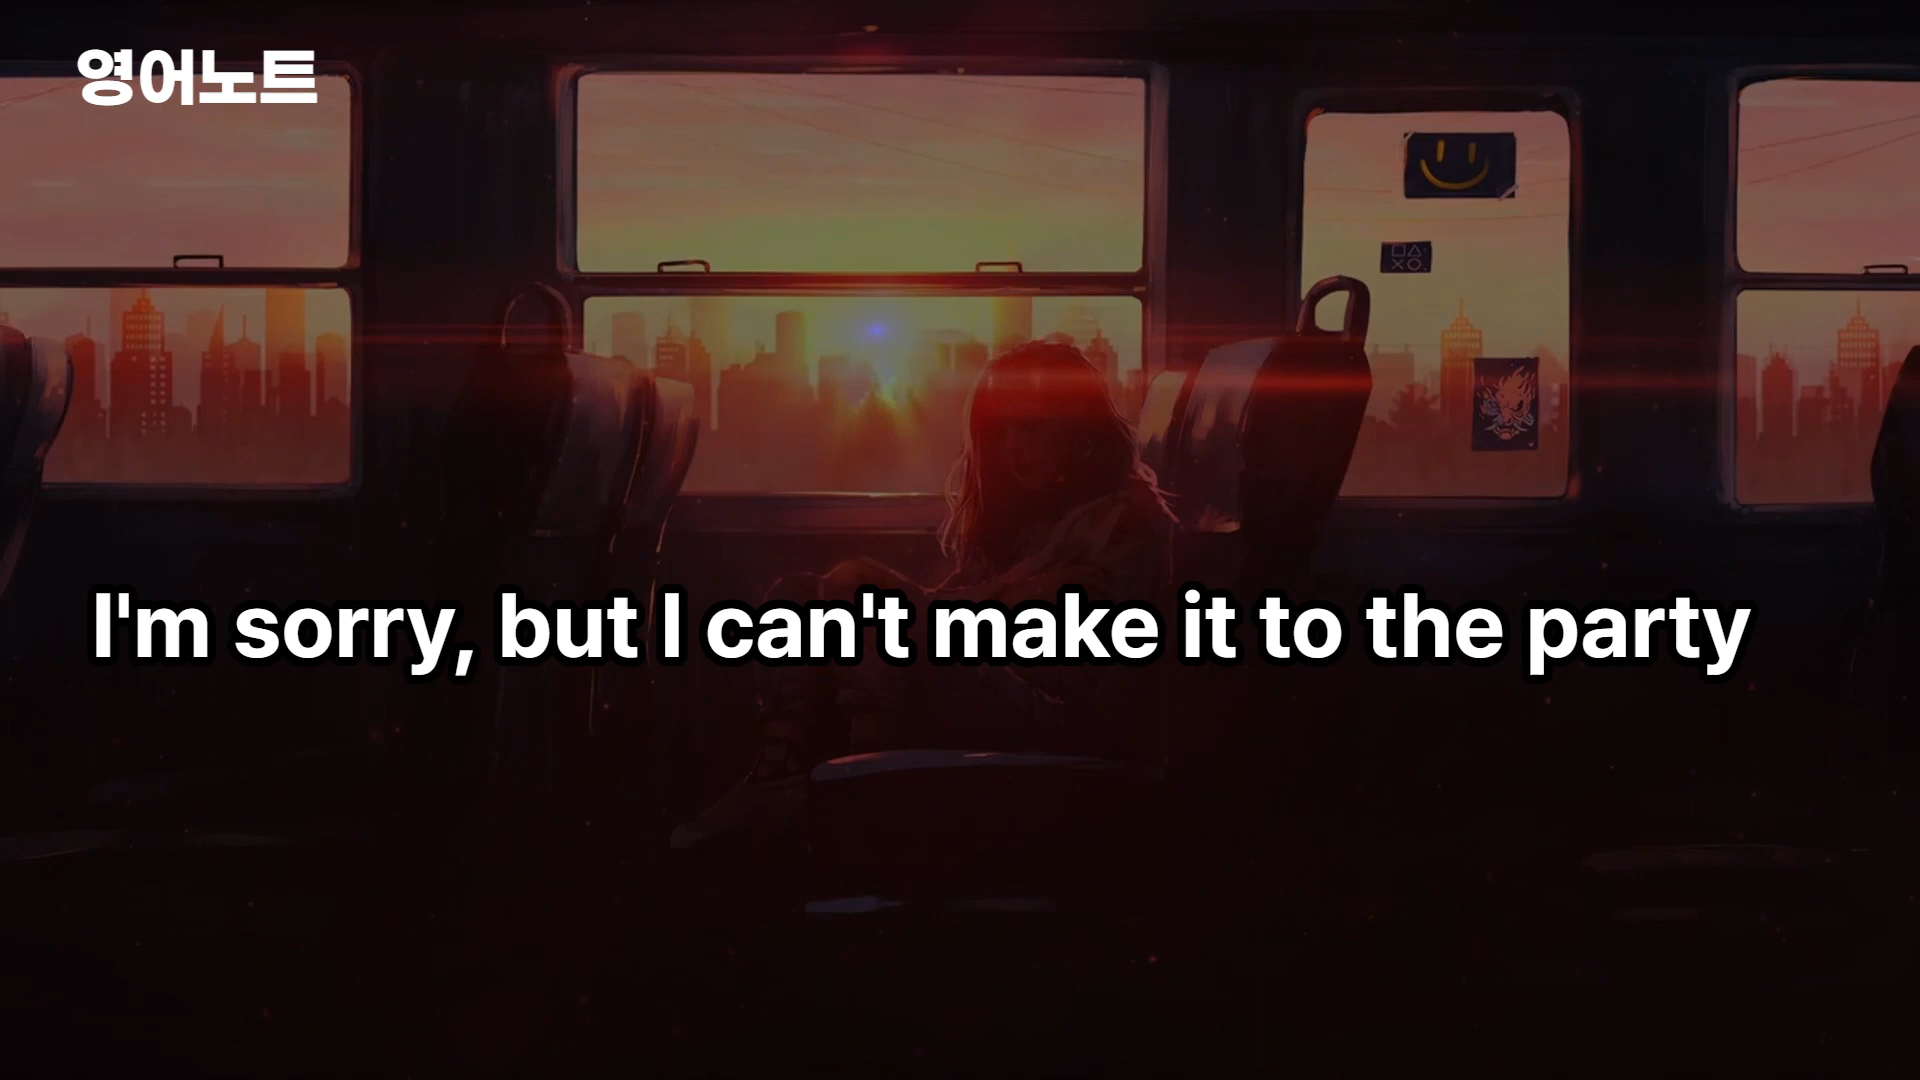 영어노트
I'm sorry, but I can't make it to the party